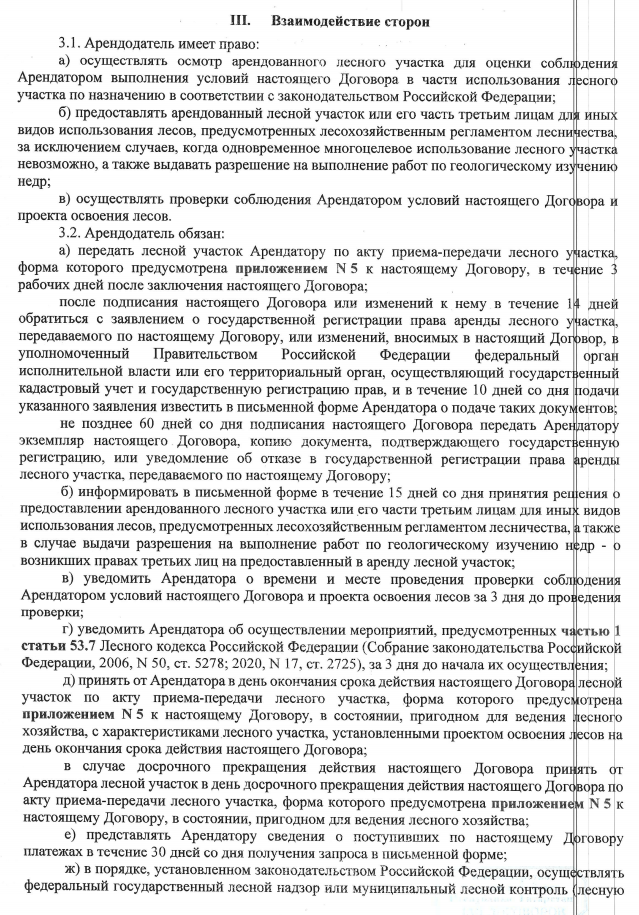 III. Взаимодействие сторон
3.1. Арендодатель имеет право:
а) осуществлять осмотр арендованного лесного участка для оценки соблюдения
Арендатором выполнения условий настоящего Договора в части использования лесного
участка по назначению в соответствии с законодательством Российской Федерации;
б) предоставлять арендованный лесной участок или его часть третьим лицам для иных
видов использования лесов, предусмотренных лесохозяйственным регламентом лесничества,
за исключением случаев, когда одновременное многоцелевое использование лесного участка
невозможно, а также выдавать разрешение на выполнение работ по геологическому изучению
недр;
в) осуществлять проверки соблюдения Арендатором условий настоящего Договора и
проекта освоения лесов.
3.2. Арендодатель обязан:
а) передать лесной участок Арендатору по акту приема-передачи лесного участка,
форма которого предусмотрена приложением N 5 к настоящему Договору, в течение 3
рабочих дней после заключения настоящего Договора;
после подписания настоящего Договора или изменений к нему в течение 14 дней
обратиться с заявлением о государственной регистрации права аренды лесного участка,
передаваемого по настоящему Договору, или изменений, вносимых в настоящий Договор, в
уполномоченный Правительством Российской Федерации федеральный орган
исполнительной власти или его территориальный орган, осуществляющий государственный
кадастровый учет и государственную регистрацию прав, и в течение 10 дней со дня подачи
указанного заявления известить в письменной форме Арендатора о подаче таких документов;
не позднее 60 дней со дня подписания настоящего Договора передать Арендатору
экземпляр настоящего Договора, копию документа, подтверждающего государственную
регистрацию, или уведомление об отказе в государственной регистрации права аренды
лесного участка, передаваемого по настоящему Договору;
б) информировать в письменной форме в течение 15 дней со дня принятия решения о
предоставлении арендованного лесного участка или его части третьим лицам для иных видов
использования лесов, предусмотренных лесохозяйственным регламентом лесничества, а также
в случае выдачи разрешения на выполнение работ по геологическому изучению недр - о
возникших правах третьих лиц на предоставленный в аренду лесной участок;
в) уведомить Арендатора о времени и месте проведения проверки соблюдения
Арендатором условий настоящего Договора и проекта освоения лесов за 3 дня до проведения
проверки;
г) уведомить Арендатора об осуществлении мероприятий, предусмотренных частью 1
статьи 53.7 Лесного кодекса Российской Федерации (Собрание законодательства Российской
Федерации, 2006, N 50, ст. 5278; 2020, N 17, ст. 2725), за 3 дня до начала их осуществления;
д) принять от Арендатора в день окончания срока действия настоящего Договора лесной
участок по акту приема-передачи лесного участка, форма которого предусмотрена
приложением N 5 к настоящему Договору, в состоянии, пригодном для ведения лесного
хозяйства, с характеристиками лесного участка, установленными проектом освоения лесов на
день окончания срока действия настоящего Договора;
в случае досрочного прекращения действия настоящего Договора принять от
Арендатора лесной участок в день досрочного прекращения действия настоящего Договора по
акту приема-передачи лесного участка, форма которого предусмотрена приложением N 5 к
настоящему Договору, в состоянии, пригодном для ведения лесного хозяйства;
е) представлять Арендатору сведения о поступивших по настоящему Договору
платежах в течение 30 дней со дня получения запроса в письменной форме;
ж) в порядке, установленном законодательством Российской Федерации, осуществлять
федеральный государственный лесной надзор или муниципальный лесной контроль (лесную